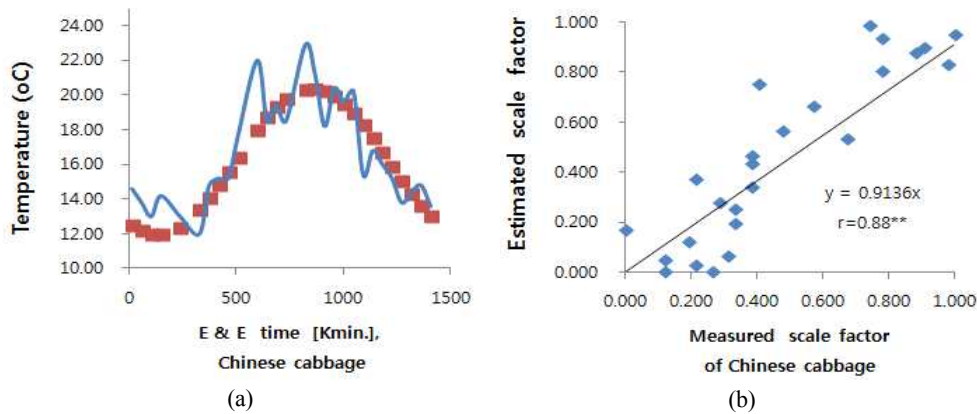 24.00
22.00
20.00
18.00
16.00
14.00
12.00
10.00
Temperature (oC)
0
500
1000
1500
E & E time [Kmin.],
Chinese cabbage
(a)
1.000
0.800
0.600
0.400
0.200
0.000
Estimated scale factor
y = 0.9136x
r=0.88**
0.000
0.200
0.400
0.600
0.800
1.000
Measured scale factor
of Chinese cabbage
(b)